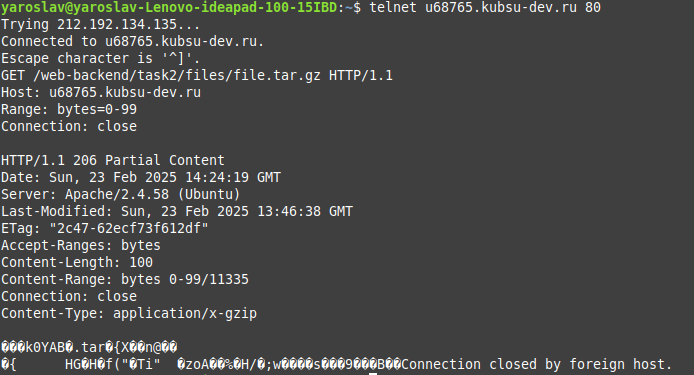 yaroslav@yaroslav-Lenovo-ideapad-100-15IBD:~$ telnet u68765.kubsu-dev.ru 80
Trying 212.192.134.135...
Connected to u68765.kubsu-dev.ru.
Escape character is '^]'.
GET /web-backend/task2/files/file.tar.gz HTTP/1.1
Host: u68765.kubsu-dev.ru
Range: bytes=0-99
Connection: close

HTTP/1.1 206 Partial Content
Date: Sun, 23 Feb 2025 14:24:19 GMT
Server: Apache/2.4.58 (Ubuntu)
Last-Modified: Sun, 23 Feb 2025 13:46:38 GMT
ETag: "2c47-62ecf73f612df"
Accept-Ranges: bytes
Content-Length: 100
Content-Range: bytes 0-99/11335
Connection: close
Content-Type: application/x-gzip

���k0YAB�.tar�{X��n@��
�{      HG�H�f("�Ti"  �zoA��%�H/�;w����s���9���B��Connection closed by foreign host.